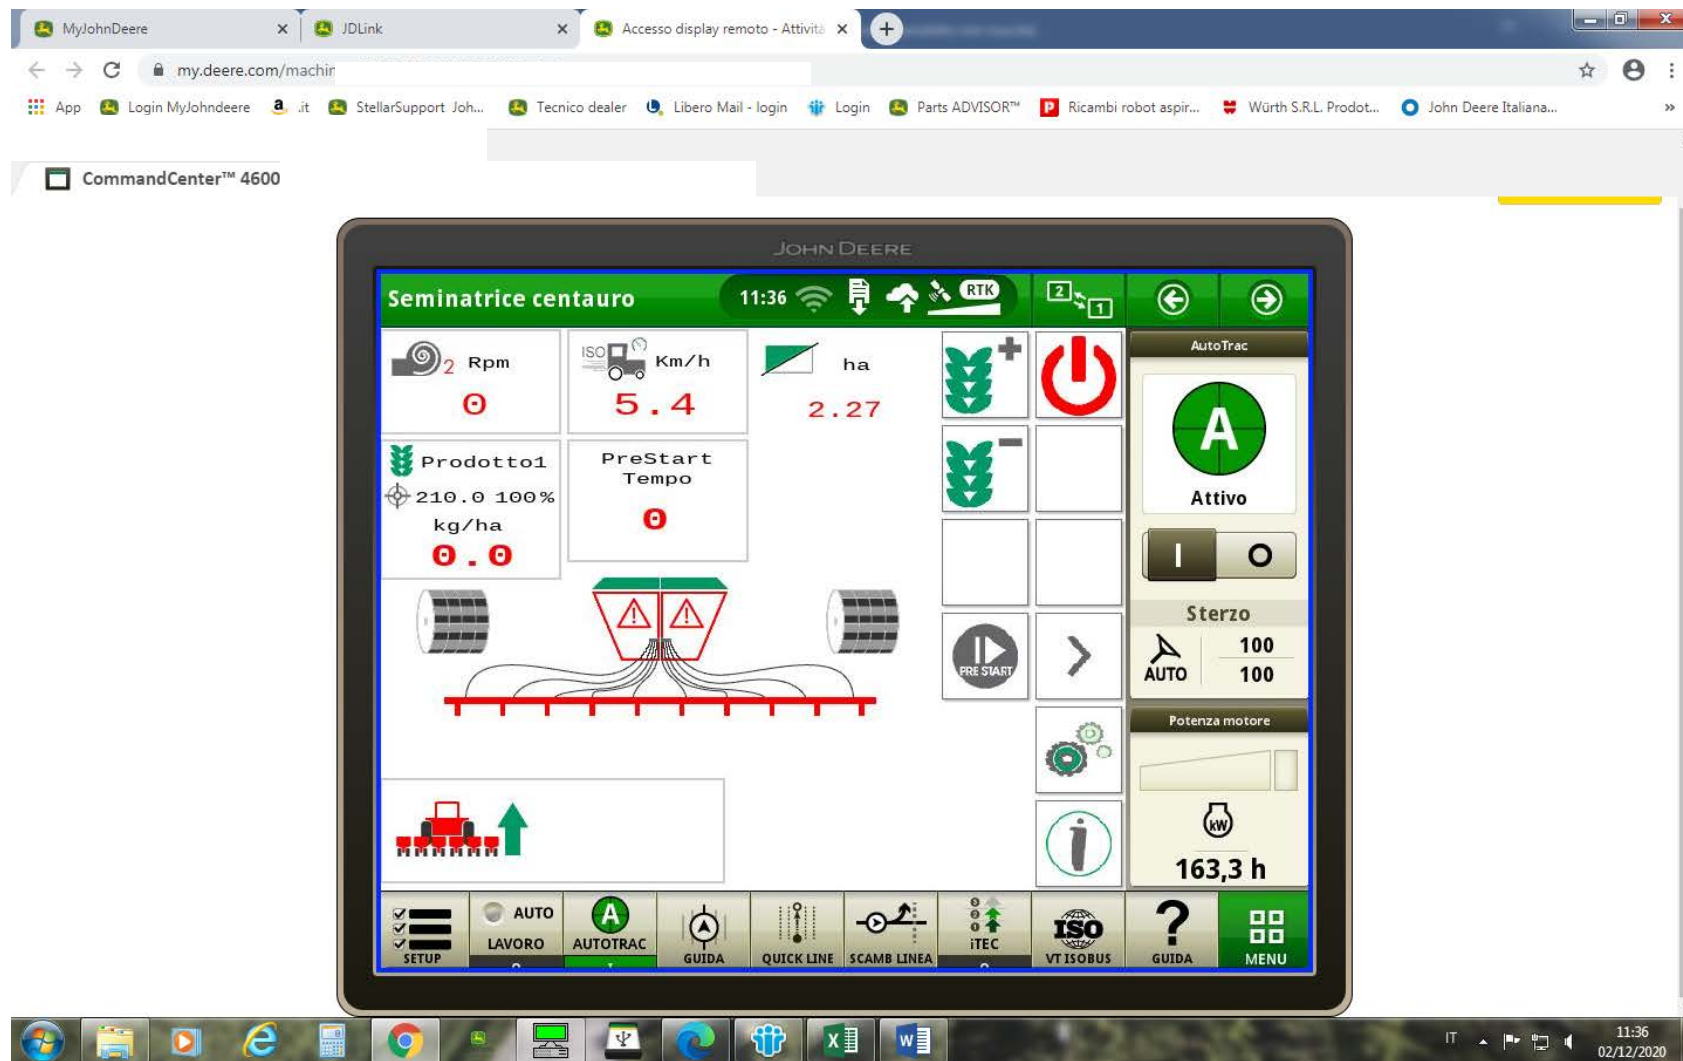 MyJohnDeere
JDLink
Accesso display remoto - Attivita
my.deere.com/machin
App
Login MyJohndeere
.it
StellarSupport Joh...
Tecnico dealer
Libero Mail - login
Login
Parts ADVISOR™
Ricambi robot aspir...
Würth S.R.L. Prodot...
John Deere Italiana...
»
CommandCenter™ 4600
JOHN DEERE
Seminatrice centauro
11:36
RTK
2
1
2 Rpm
0
ISO
Km/h
5.4
ha
2.27
Prodotto1
210.0 100%
kg/ha
0.0
PreStart
Tempo
0
PRE START
AutoTrac
A
Attivo
I O
Sterzo
AUTO
100
100
Potenza motore
kW
163,3 h
SETUP
AUTO
LAVORO
A
AUTOTRAC
GUIDA
QUICK LINE
SCAMB LINEA
iTEC
ISO
VT ISOBUS
?
GUIDA
MENU
IT
11:36
02/12/2020